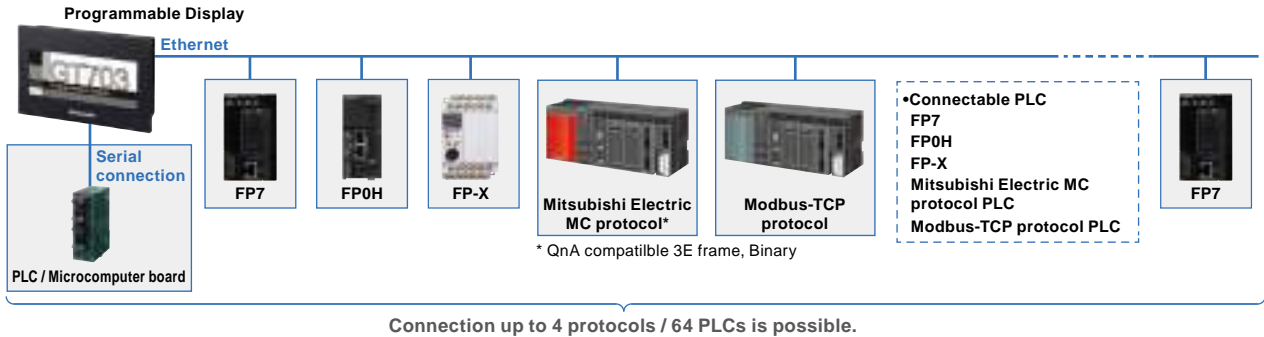 Programmable Display
Ethernet
GT703
Serial
connection
PLC / Microcomputer board
FP7
FP0H
FP-X
Mitsubishi Electric
MC protocol*
Modbus-TCP
protocol
•Connectable PLC
FP7
FP0H
FP-X
Mitsubishi Electric MC
protocol PLC
Modbus-TCP protocol PLC
FP7
* QnA compatilble 3E frame, Binary
Connection up to 4 protocols / 64 PLCs is possible.